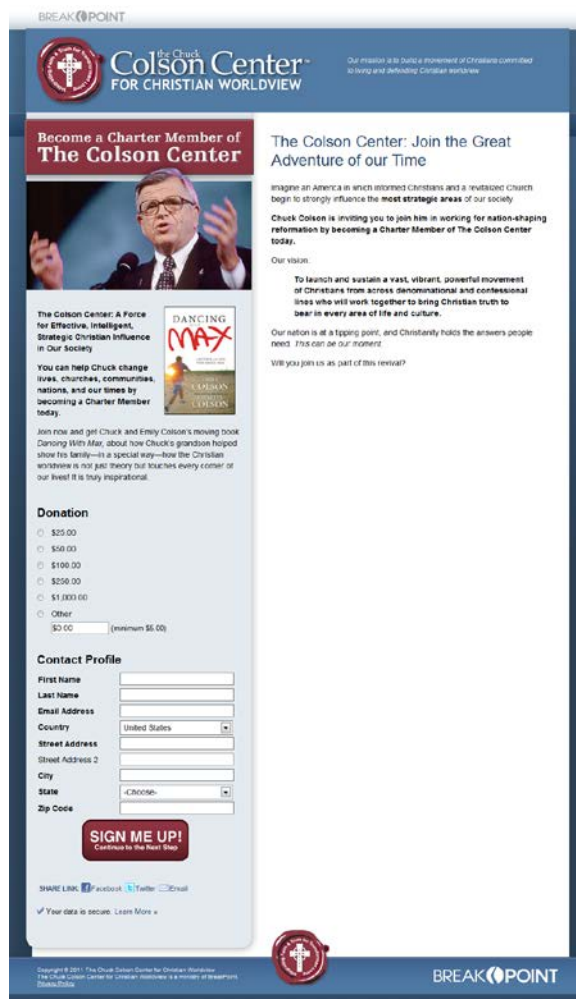 BREAKPOINT
the Chuck
Colson Center
FOR CHRISTIAN WORLDVIEW
Our mission is to build a movement of Christians committed
to living and defending Christian worldview
Become a Charter Member of
The Colson Center
The Colson Center: A Force
for Effective, Intelligent,
Strategic Christian Influence
in Our Society
You can help Chuck change
lives, churches, communities,
nations, and our times by
becoming a Charter Member
today.
DANCING
MAX
COLSON
COLSON
Join now and get Chuck and Emily Colson's moving book
Dancing With Max, about how Chuck's grandson helped
show his family—in a special way—how the Christian
worldview is not just theory but touches every corner of
our lives! It is truly inspirational.
Donation
$25.00
$50.00
$100.00
$250.00
$1,000.00
Other
$0.00 (minimum $5.00)
Contact Profile
First Name
Last Name
Email Address
Country United States
Street Address
Street Address 2
City
State -Choose-
Zip Code
SIGN ME UP!
Continue to the Next Step
SHARE LINK: Facebook Twitter Email
Your data is secure. Learn More »
The Colson Center: Join the Great
Adventure of our Time
Imagine an America in which informed Christians and a revitalized Church
begin to strongly influence the most strategic areas of our society.
Chuck Colson is inviting you to join him in working for nation-shaping
reformation by becoming a Charter Member of The Colson Center
today.
Our vision:
To launch and sustain a vast, vibrant, powerful movement
of Christians from across denominational and confessional
lines who will work together to bring Christian truth to
bear in every area of life and culture.
Our nation is at a tipping point, and Christianity holds the answers people
need. This can be our moment.
Will you join us as part of this revival?
Copyright © 2011 The Chuck Colson Center for Christian Worldview
The Chuck Colson Center for Christian Worldview is a ministry of BreakPoint
Privacy Policy
BREAKPOINT